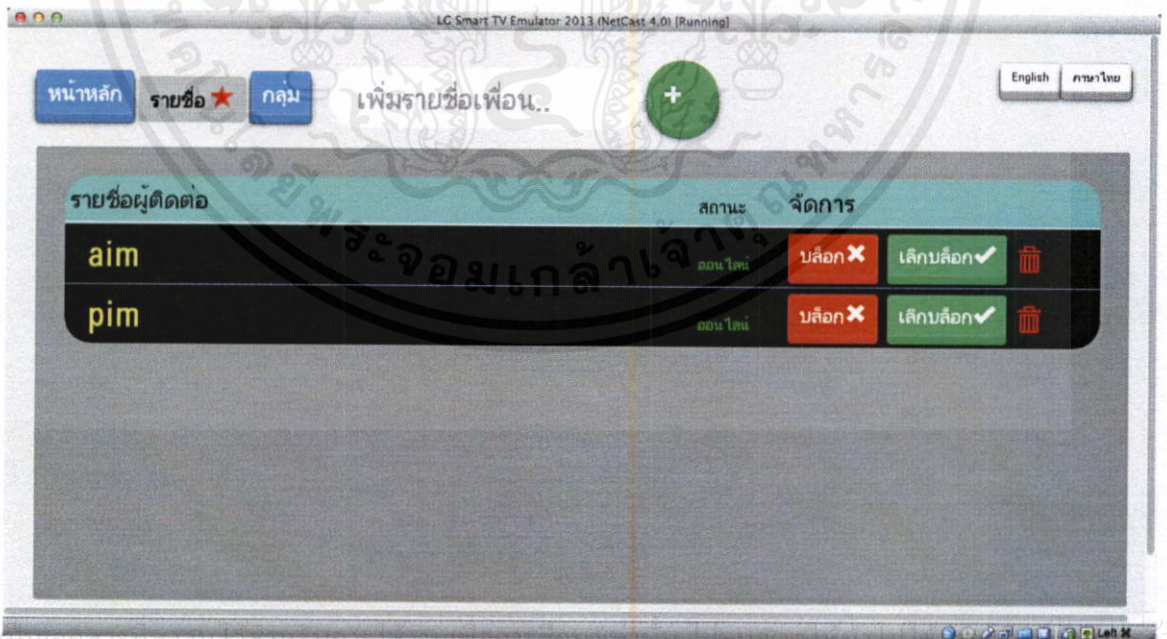 LG Smart TV Emulator 2013 (NetCast 4.0) [Running]
หน้าหลัก รายชื่อ กลุ่ม เพิ่มรายชื่อเพื่อน.. + English ภาษาไทย
รายชื่อผู้ติดต่อ สถานะ จัดการ
aim ออนไลน์ บล็อก เลิกบล็อก
pim ออนไลน์ บล็อก เลิกบล็อก
Left ⌘